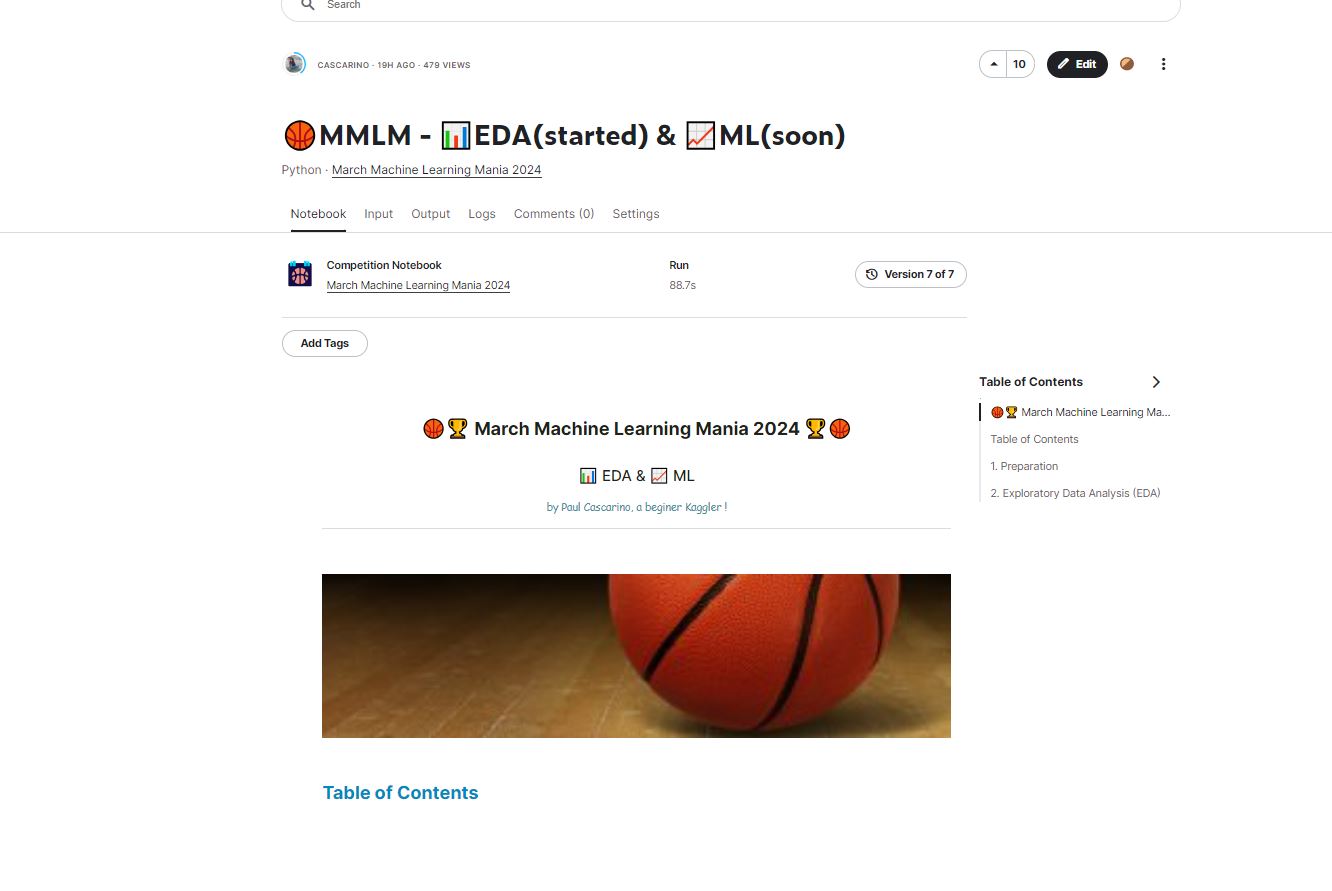 Search
CASCARINO · 19H AGO · 479 VIEWS
10
Edit
🏀MMLM - 📊EDA(started) & 📈ML(soon)
Python · March Machine Learning Mania 2024
Notebook Input Output Logs Comments (0) Settings
Competition Notebook
March Machine Learning Mania 2024
Run
88.7s
Version 7 of 7
Add Tags
🏀🏆 March Machine Learning Mania 2024 🏆🏀
📊 EDA & 📈 ML
by Paul Cascarino, a beginer Kaggler !
Table of Contents
Table of Contents
🏀🏆 March Machine Learning Ma...
Table of Contents
1. Preparation
2. Exploratory Data Analysis (EDA)